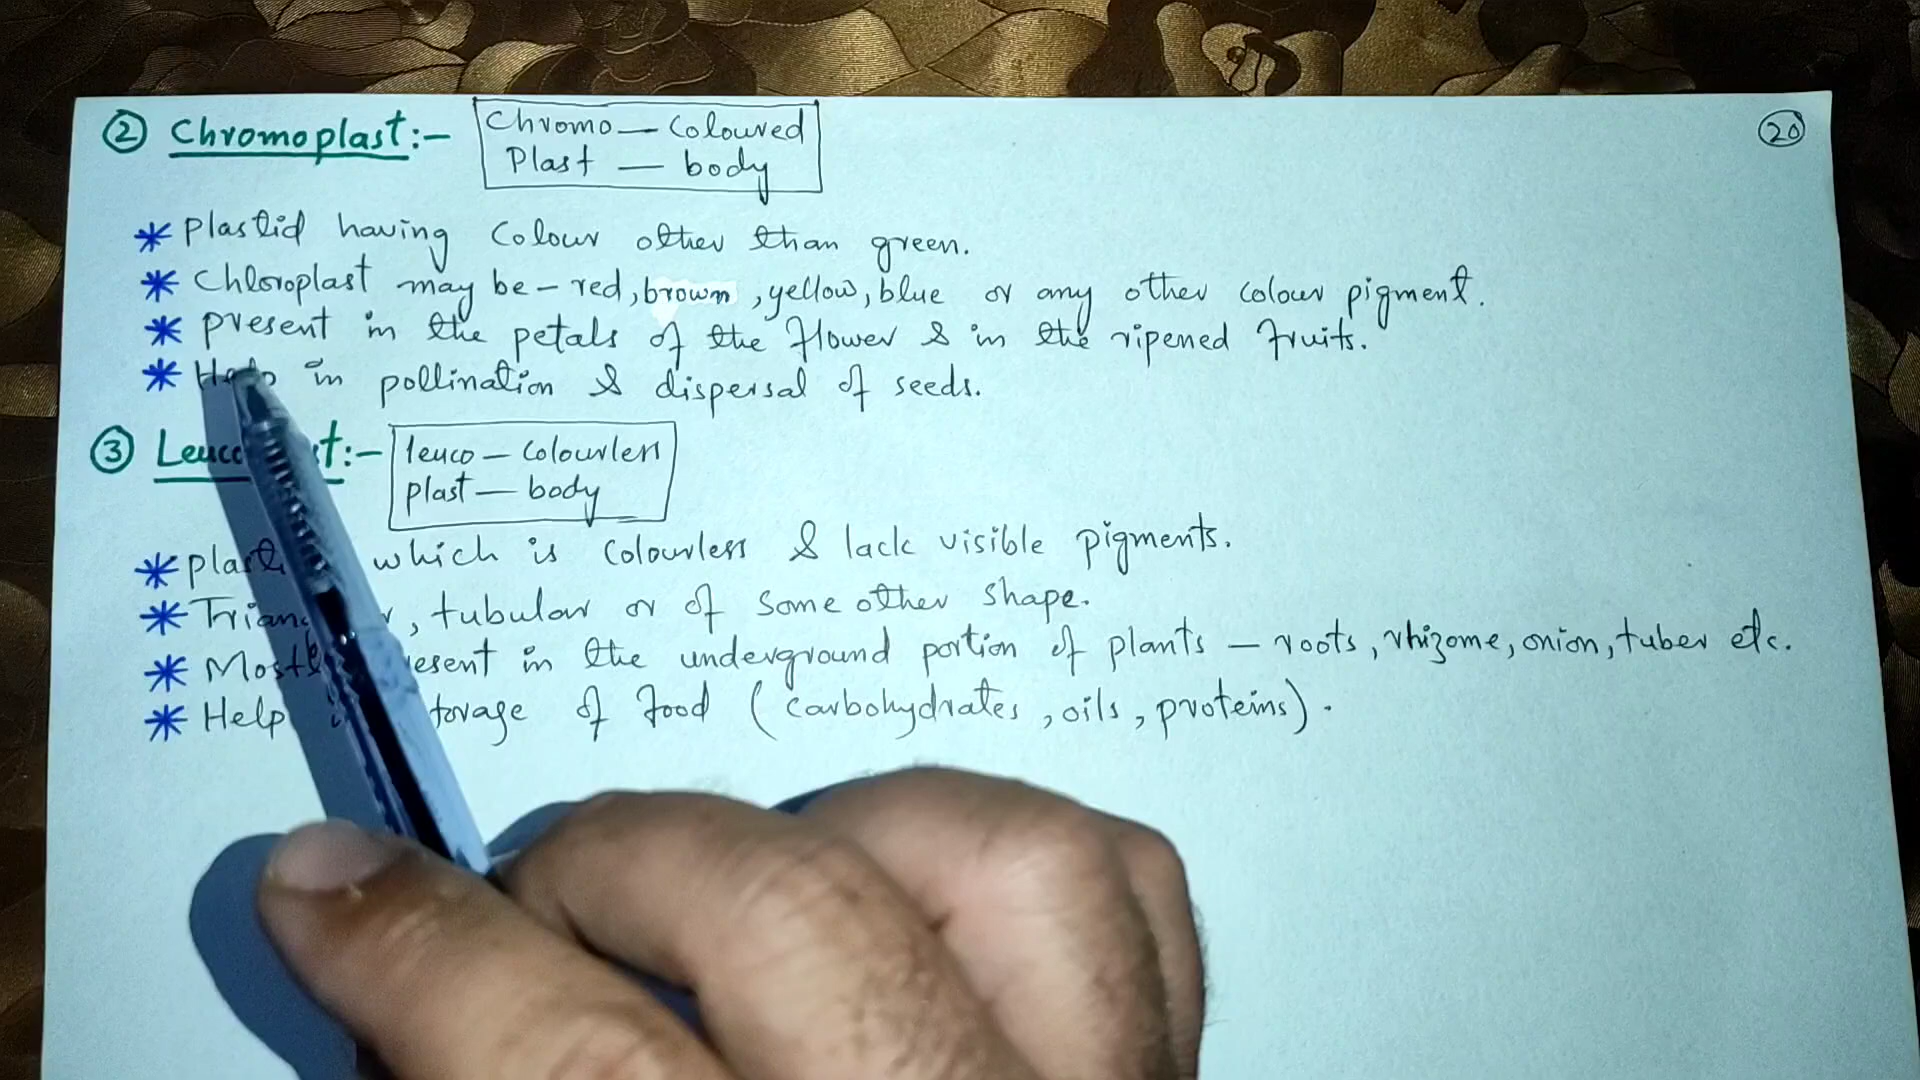 ② Chromoplast:-
Chromo — Coloured
Plast — body
20
* Plastid having Colour other than green.
* Chloroplast may be - red, brown, yellow, blue or any other colour pigment.
* present in the petals of the flower & in the ripened fruits.
* Help in pollination & dispersal of seeds.
③ :-
leuco — Colourless
plast — body
* which is Colourless & lack visible pigments.
* , tubular or of Some other shape.
* in the underground portion of plants — roots, rhizome, onion, tuber etc.
* Help of food (carbohydrates, oils, proteins).